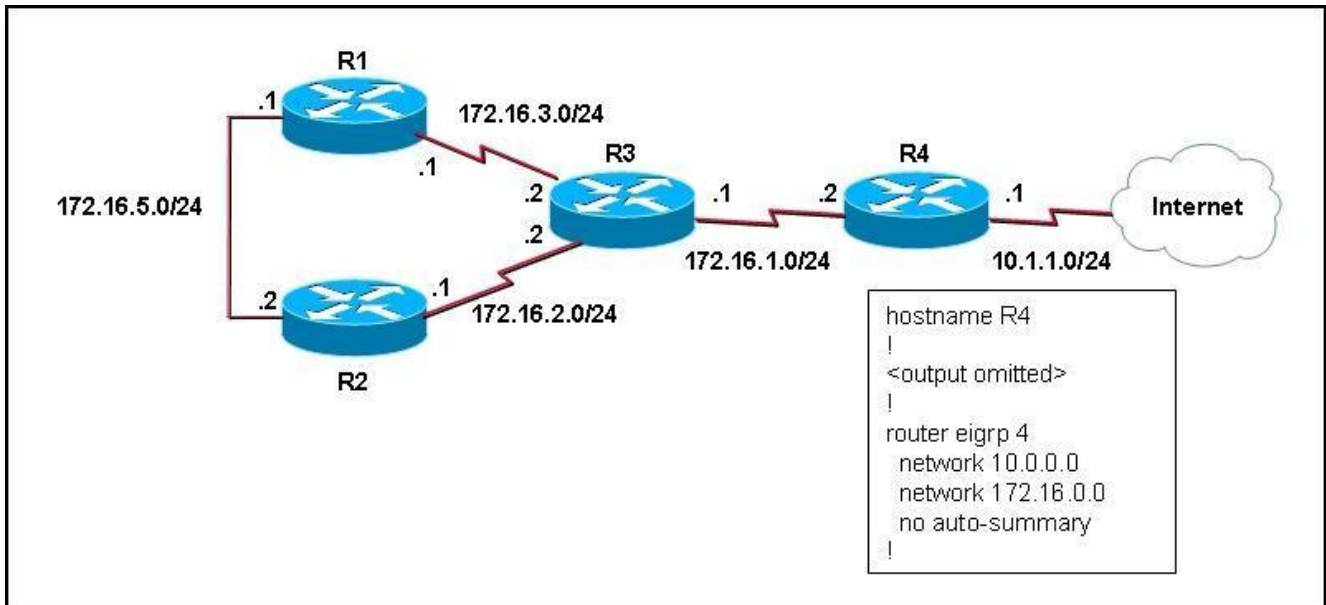 R1
.1
172.16.3.0/24
.1
R3
R4
.2
.1
.2
.1
Internet
172.16.5.0/24
.2
172.16.1.0/24
10.1.1.0/24
.2
.1
172.16.2.0/24
R2
hostname R4
!
<output omitted>
!
router eigrp 4
network 10.0.0.0
network 172.16.0.0
no auto-summary
!